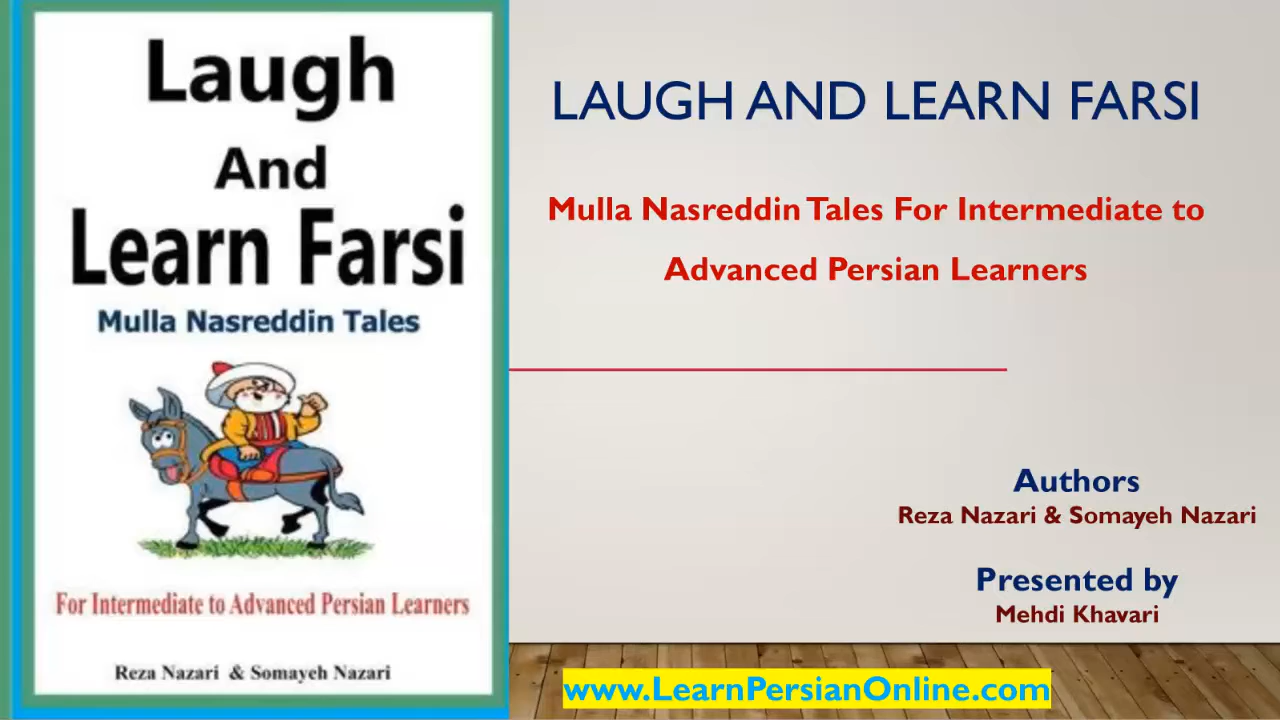 Laugh
And
Learn Farsi
Mulla Nasreddin Tales
For Intermediate to Advanced Persian Learners
Reza Nazari & Somayeh Nazari
LAUGH AND LEARN FARSI
Mulla Nasreddin Tales For Intermediate to
Advanced Persian Learners
Authors
Reza Nazari & Somayeh Nazari
Presented by
Mehdi Khavari
www.LearnPersianOnline.com